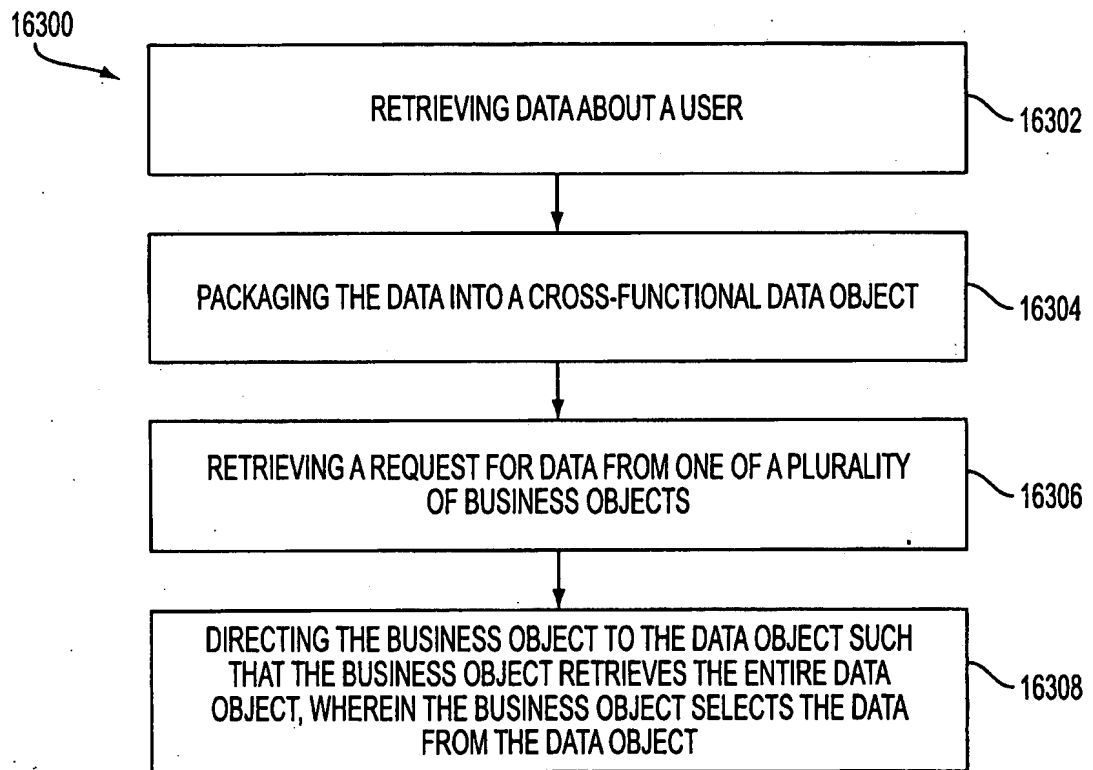 16300
RETRIEVING DATA ABOUT A USER
16302
PACKAGING THE DATA INTO A CROSS-FUNCTIONAL DATA OBJECT
16304
RETRIEVING A REQUEST FOR DATA FROM ONE OF A PLURALITY
OF BUSINESS OBJECTS
16306
DIRECTING THE BUSINESS OBJECT TO THE DATA OBJECT SUCH
THAT THE BUSINESS OBJECT RETRIEVES THE ENTIRE DATA
OBJECT, WHEREIN THE BUSINESS OBJECT SELECTS THE DATA
FROM THE DATA OBJECT
16308